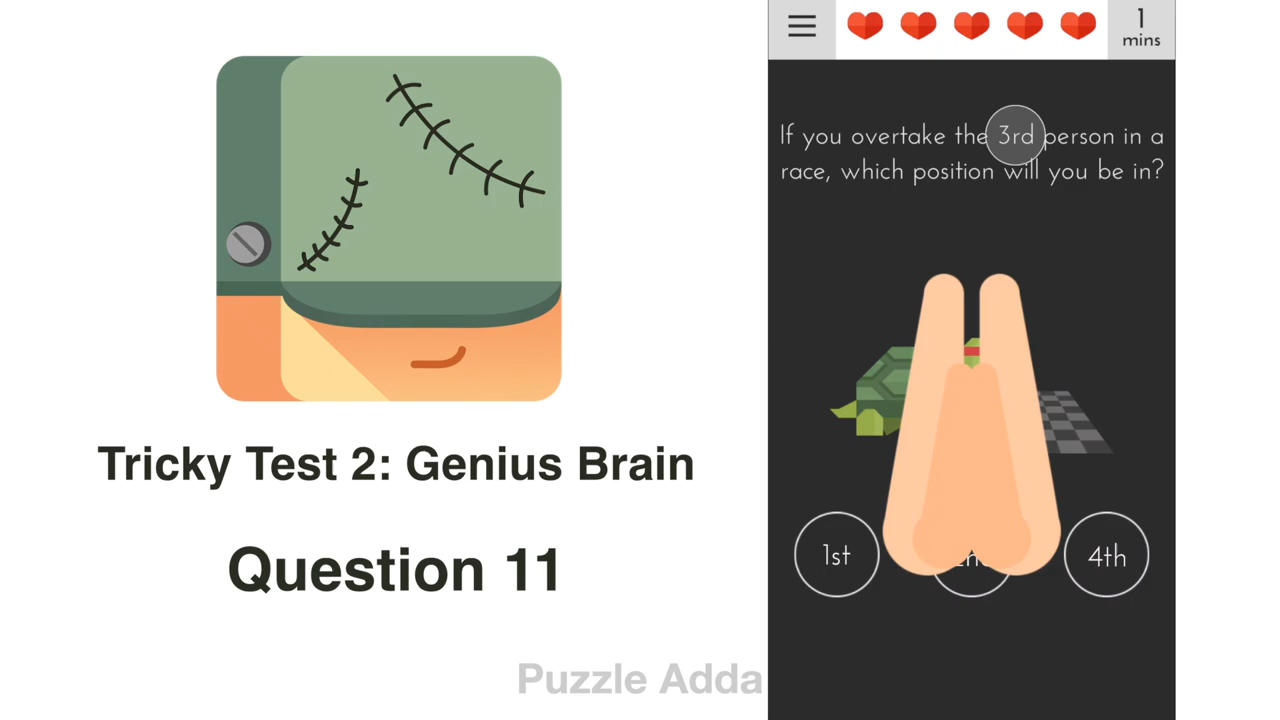 1
mins
If you overtake the 3rd person in a
race, which position will you be in?
Tricky Test 2: Genius Brain
Question 11
1st
4th
Puzzle Adda